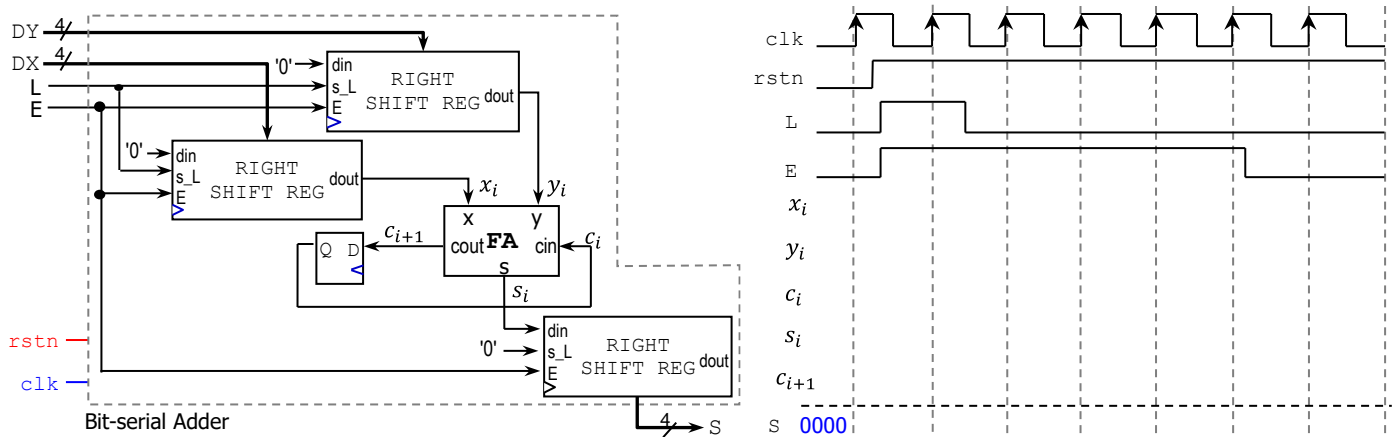 DY 4
DX 4
L
E
'0' din
s_L
E
RIGHT
SHIFT REG
dout
'0' din
s_L
E
RIGHT
SHIFT REG
dout
x_i
y_i
x y
cout FA cin
s
c_{i+1}
c_i
Q D
s_i
din
'0' s_L
E
RIGHT
SHIFT REG
dout
rstn
clk
Bit-serial Adder
4 S
clk
rstn
L
E
x_i
y_i
c_i
s_i
c_{i+1}
S 0000